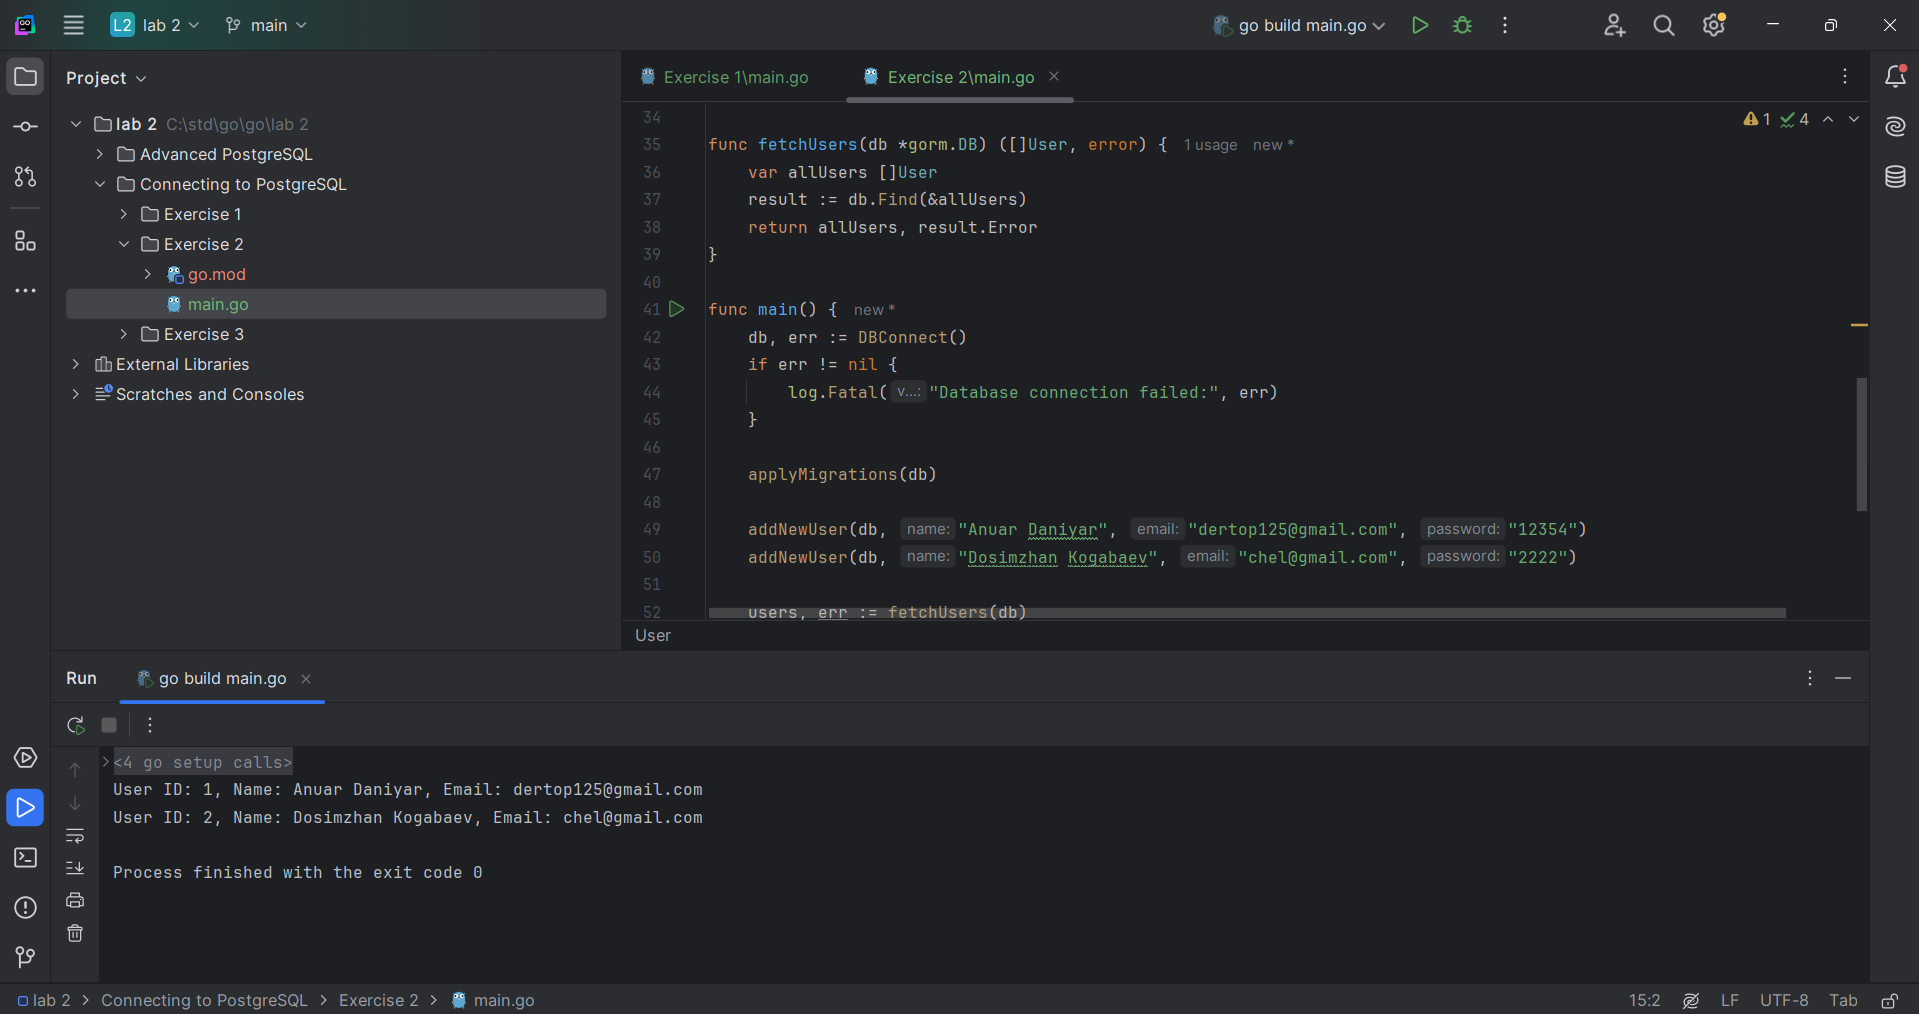 L2 lab 2 main go build main.go
Project
lab 2 C:\std\go\go\lab 2
Advanced PostgreSQL
Connecting to PostgreSQL
Exercise 1
Exercise 2
go.mod
main.go
Exercise 3
External Libraries
Scratches and Consoles
Exercise 1\main.go Exercise 2\main.go
1 4
34
35 func fetchUsers(db *gorm.DB) ([]User, error) { 1 usage new *
36 var allUsers []User
37 result := db.Find(&allUsers)
38 return allUsers, result.Error
39 }
40
41 func main() { new *
42 db, err := DBConnect()
43 if err != nil {
44 log.Fatal( v...: "Database connection failed:", err)
45 }
46
47 applyMigrations(db)
48
49 addNewUser(db, name: "Anuar Daniyar", email: "dertop125@gmail.com", password: "12354")
50 addNewUser(db, name: "Dosimzhan Kogabaev", email: "chel@gmail.com", password: "2222")
51
52 users, err := fetchUsers(db)
User
Run go build main.go
<4 go setup calls>
User ID: 1, Name: Anuar Daniyar, Email: dertop125@gmail.com
User ID: 2, Name: Dosimzhan Kogabaev, Email: chel@gmail.com
Process finished with the exit code 0
lab 2 > Connecting to PostgreSQL > Exercise 2 > main.go 15:2 LF UTF-8 Tab